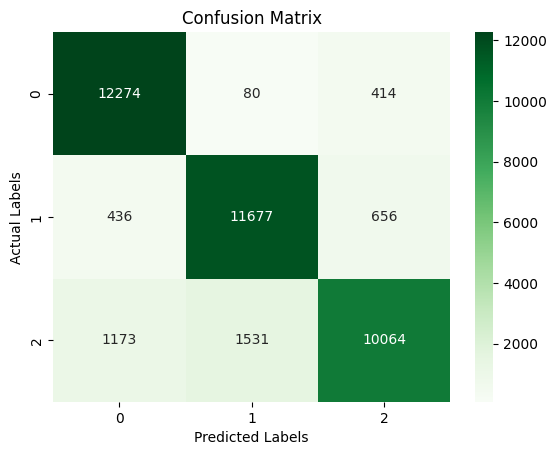 Confusion Matrix
12274 80 414
436 11677 656
1173 1531 10064
0
1
2
Actual Labels
0 1 2
Predicted Labels
12000
10000
8000
6000
4000
2000